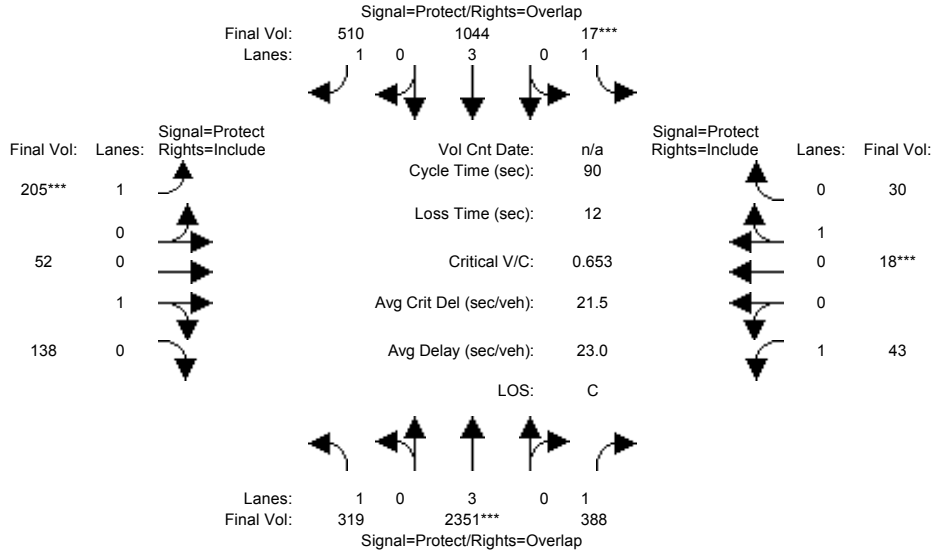 Signal=Protect/Rights=Overlap
Final Vol: 510 1044 17***
Lanes: 1 0 3 0 1
Signal=Protect Signal=Protect
Final Vol: Lanes: Rights=Include Vol Cnt Date: n/a Rights=Include Lanes: Final Vol:
Cycle Time (sec): 90
205*** 1 0 30
Loss Time (sec): 12
0 1
52 0 Critical V/C: 0.653 0 18***
1 Avg Crit Del (sec/veh): 21.5 0
138 0 Avg Delay (sec/veh): 23.0 1 43
LOS: C
Lanes: 1 0 3 0 1
Final Vol: 319 2351*** 388
Signal=Protect/Rights=Overlap